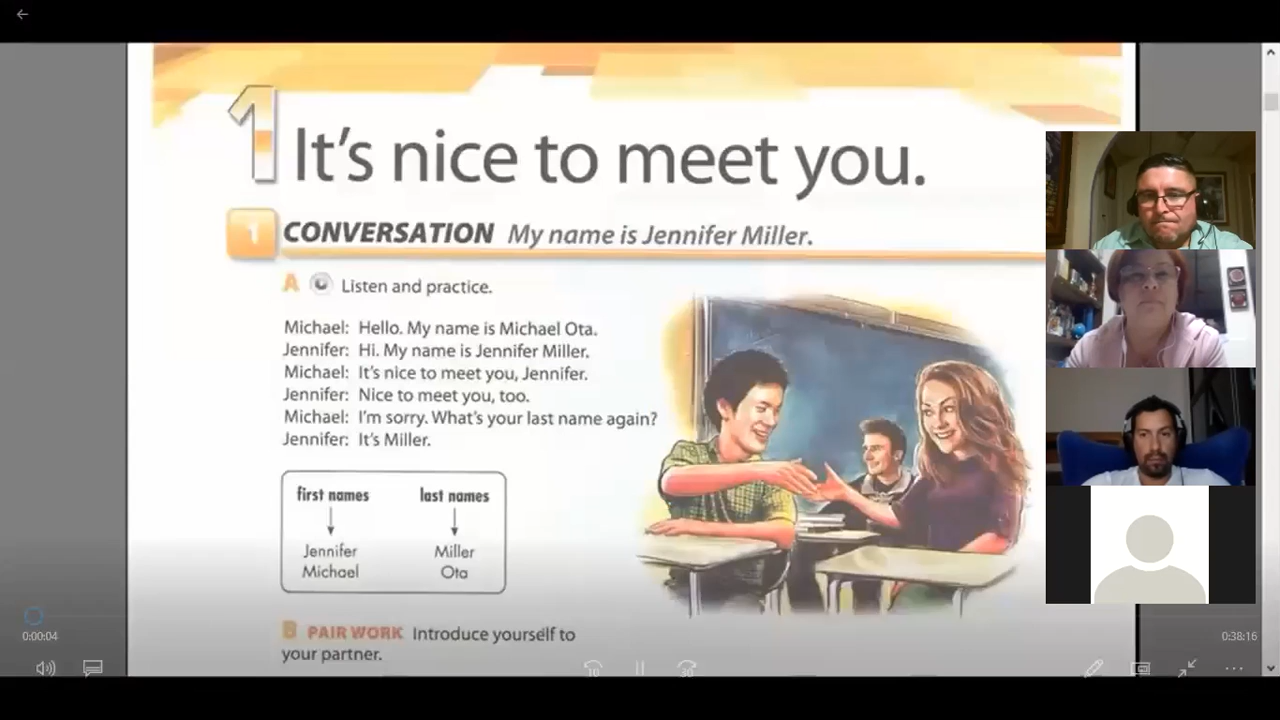 1 It's nice to meet you.
1 CONVERSATION My name is Jennifer Miller.
A Listen and practice.
Michael: Hello. My name is Michael Ota.
Jennifer: Hi. My name is Jennifer Miller.
Michael: It's nice to meet you, Jennifer.
Jennifer: Nice to meet you, too.
Michael: I'm sorry. What's your last name again?
Jennifer: It's Miller.
first names last names
Jennifer Miller
Michael Ota
B PAIR WORK Introduce yourself to
your partner.
0:00:04 0:38:16
10 30